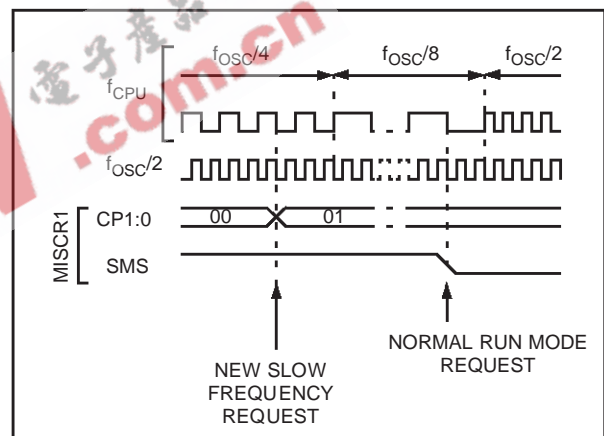 電子產品
.com.cn
fOSC/4 fOSC/8 fOSC/2
fCPU
fOSC/2
MISCR1
CP1:0 00 01
SMS
NEW SLOW
FREQUENCY
REQUEST
NORMAL RUN MODE
REQUEST